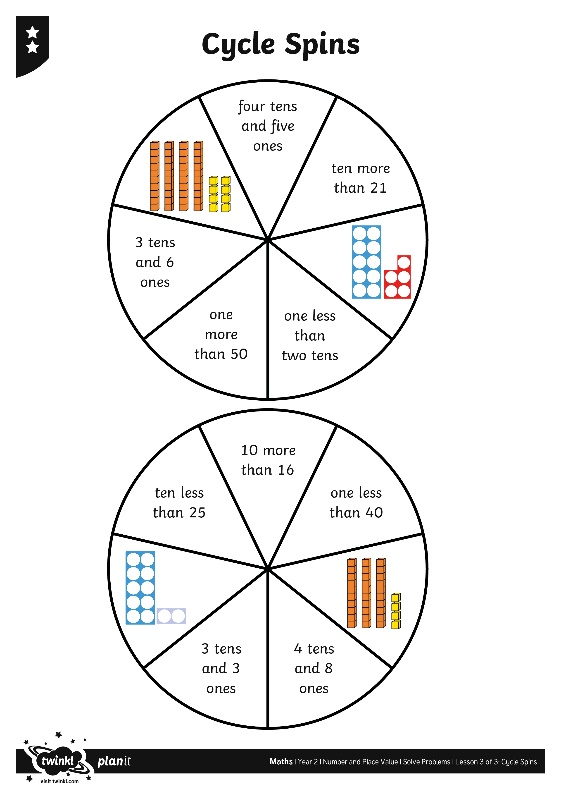 Cycle Spins
four tens
and five
ones
ten more
than 21
one less
than
two tens
one
more
than 50
3 tens
and 6
ones
10 more
than 16
one less
than 40
4 tens
and 8
ones
3 tens
and 3
ones
ten less
than 25
twinkl planit
visit twinkl.com
Maths | Year 2 | Number and Place Value | Solve Problems | Lesson 3 of 3: Cycle Spins